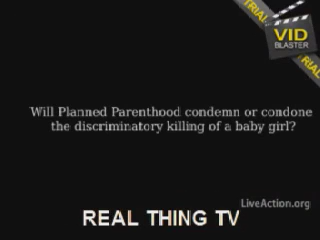 TRIAL
VID
BLASTER
TRIAL
Will Planned Parenthood condemn or condone
the discriminatory killing of a baby girl?
LiveAction.org
REAL THING TV